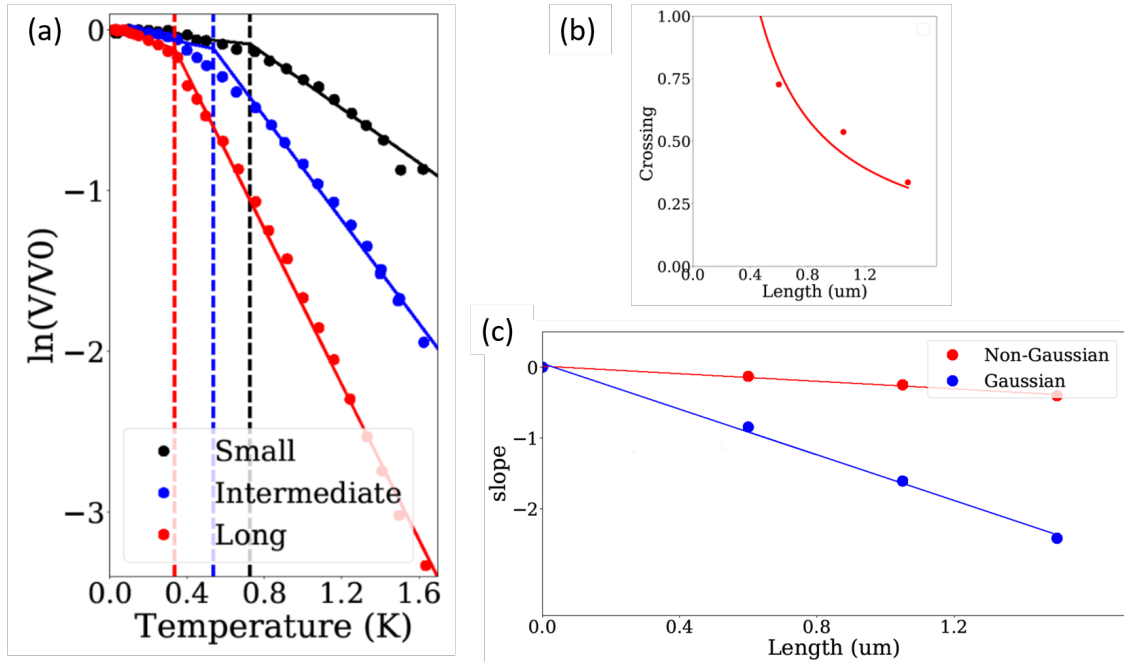 (a)
0
−1
−2
−3
ln(V/V0)
Small
Intermediate
Long
0.0 0.4 0.8 1.2 1.6
Temperature (K)
(b)
1.00
0.75
0.50
0.25
0.00
Crossing
0.0 0.4 0.8 1.2
Length (um)
(c)
0
−1
−2
slope
Non-Gaussian
Gaussian
0.0 0.4 0.8 1.2
Length (um)